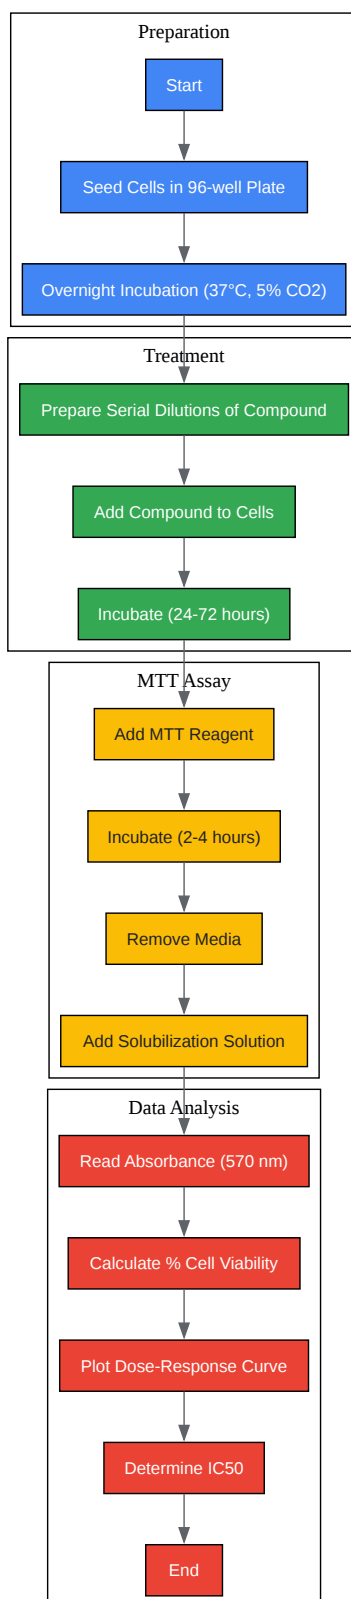 Preparation
Start
Seed Cells in 96-well Plate
Overnight Incubation (37°C, 5% CO2)
Treatment
Prepare Serial Dilutions of Compound
Add Compound to Cells
Incubate (24-72 hours)
MTT Assay
Add MTT Reagent
Incubate (2-4 hours)
Remove Media
Add Solubilization Solution
Data Analysis
Read Absorbance (570 nm)
Calculate % Cell Viability
Plot Dose-Response Curve
Determine IC50
End